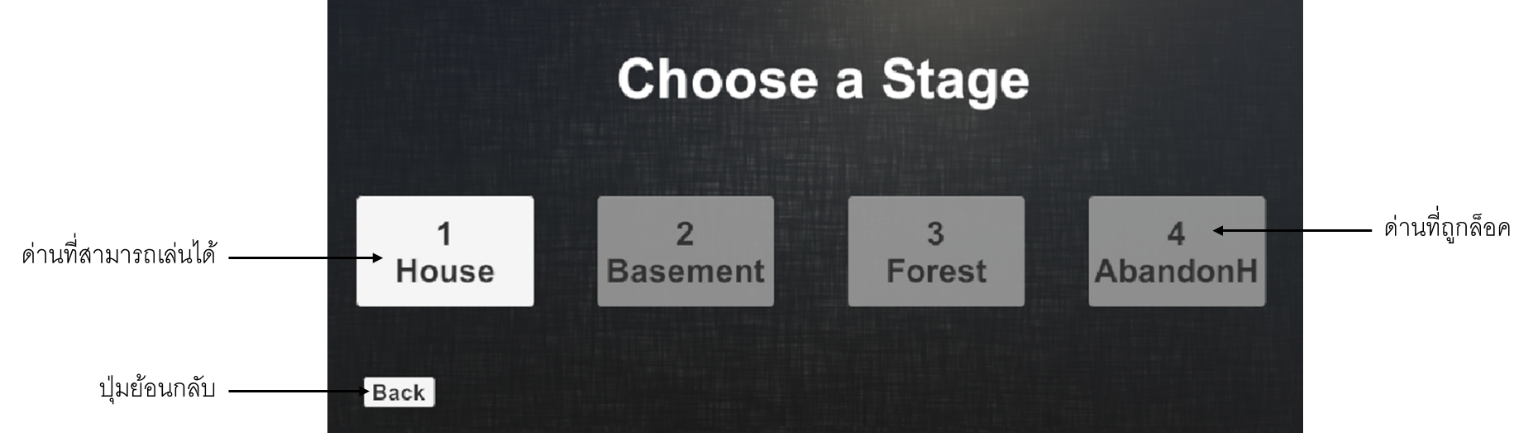 Choose a Stage
ด่านที่สามารถเล่นได้
1
House
2
Basement
3
Forest
4
AbandonH
ด่านที่ถูกล็อค
ปุ่มย้อนกลับ
Back